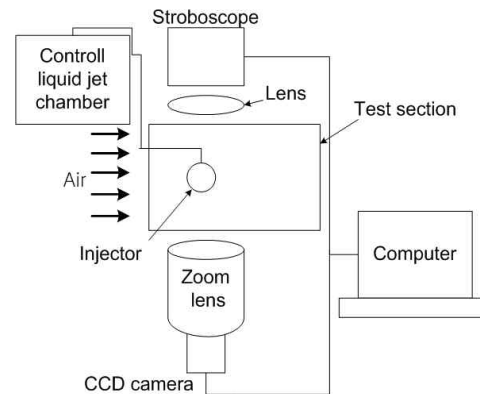 Stroboscope
Controll
liquid jet
chamber
Lens
Test section
Air
Injector
Zoom
lens
Computer
CCD camera